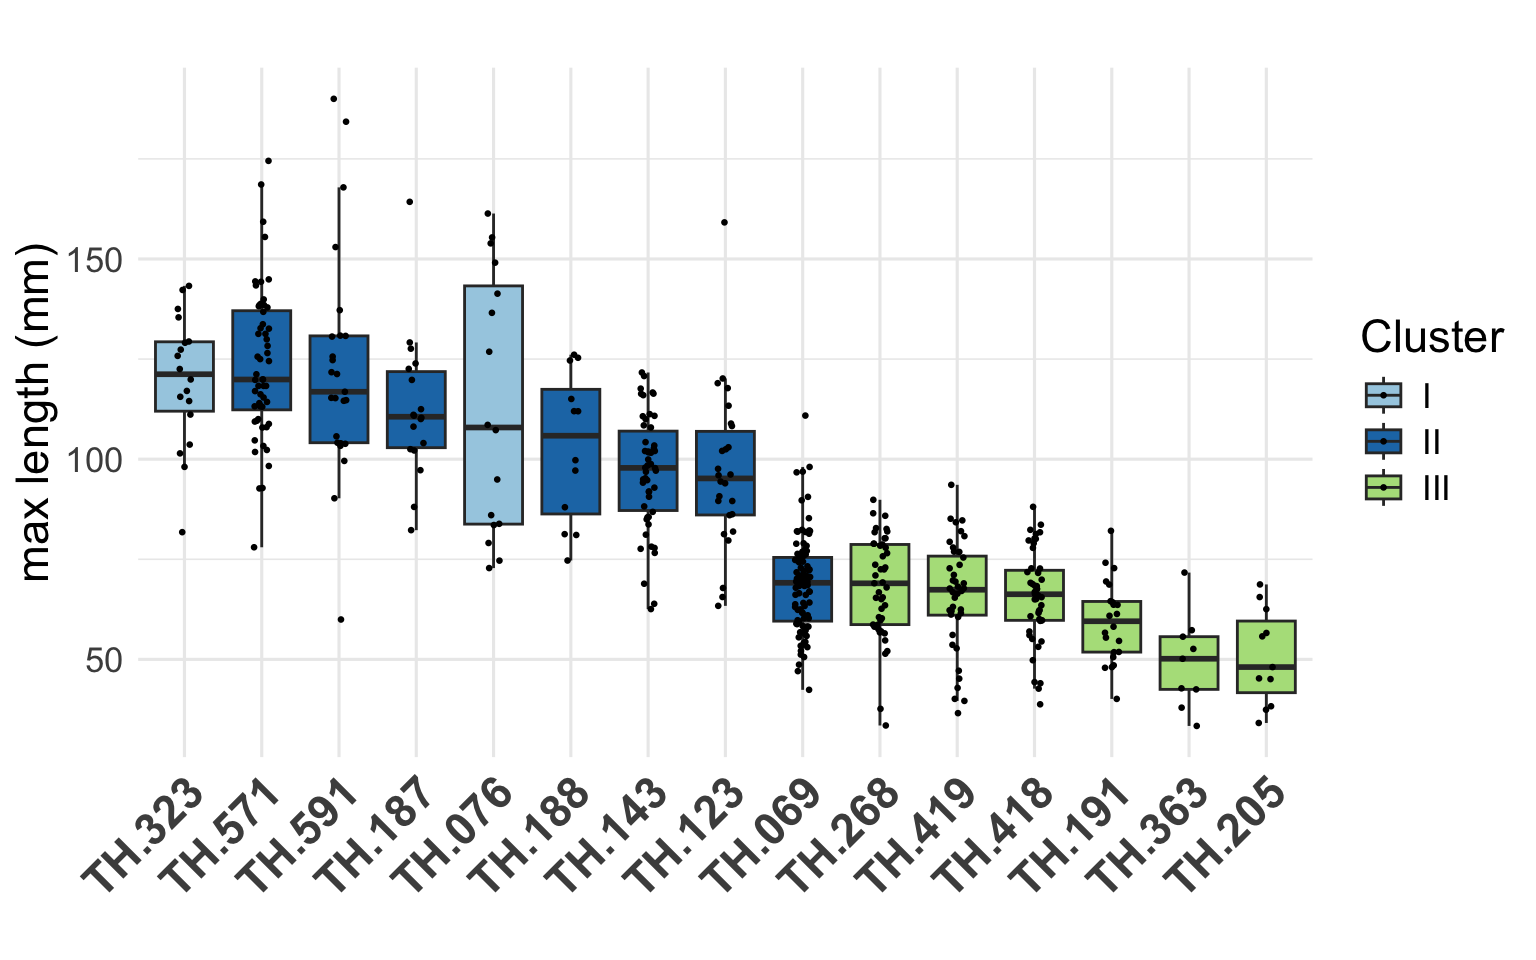 max length (mm)
150
100
50
TH.323
TH.571
TH.591
TH.187
TH.076
TH.188
TH.143
TH.123
TH.069
TH.268
TH.419
TH.418
TH.191
TH.363
TH.205
Cluster
I
II
III